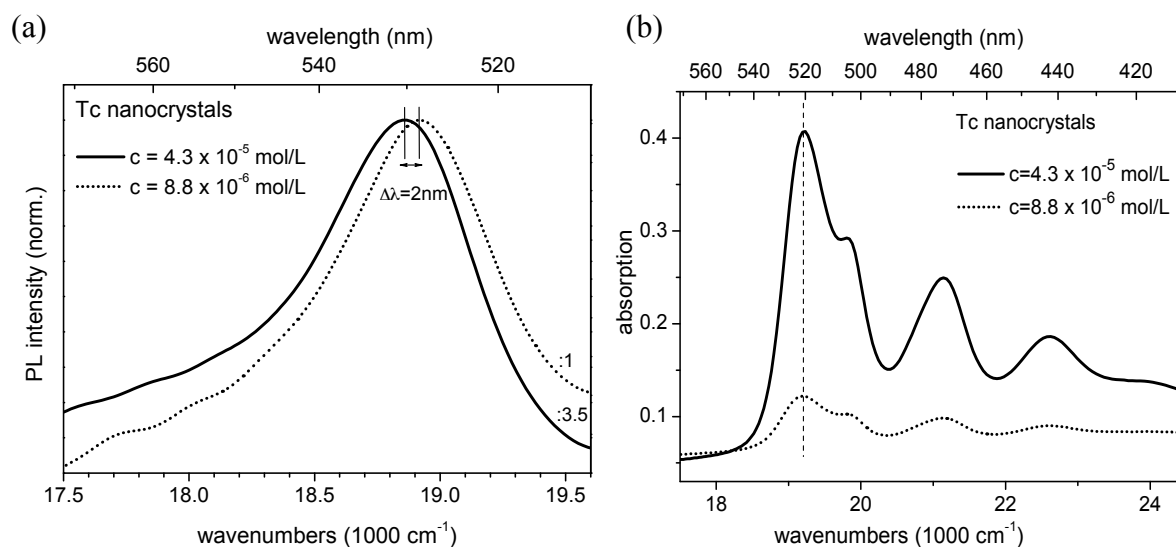 (a)
wavelength (nm)
560 540 520
Tc nanocrystals
c = 4.3 x 10⁻⁵ mol/L
c = 8.8 x 10⁻⁶ mol/L
Δλ=2nm
:1
:3.5
PL intensity (norm.)
17.5 18.0 18.5 19.0 19.5
wavenumbers (1000 cm⁻¹)
(b)
wavelength (nm)
560 540 520 500 480 460 440 420
Tc nanocrystals
c=4.3 x 10⁻⁵ mol/L
c=8.8 x 10⁻⁶ mol/L
absorption
0.4
0.3
0.2
0.1
18 20 22 24
wavenumbers (1000 cm⁻¹)